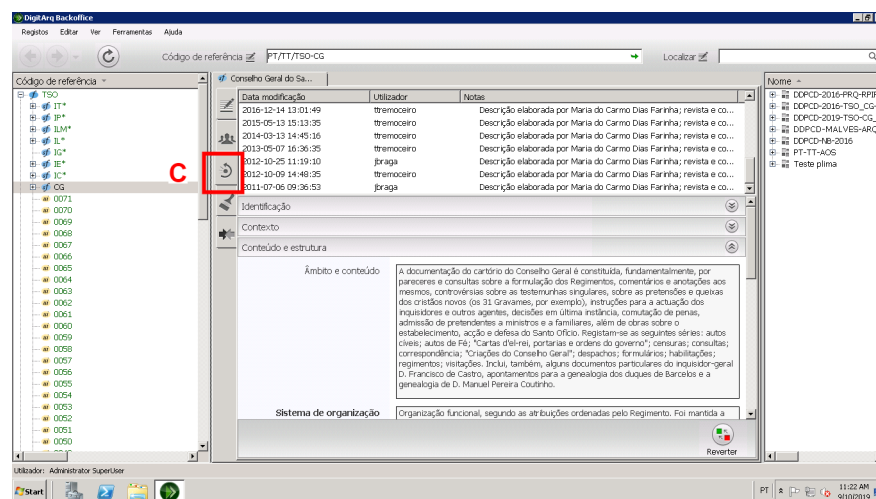 DigitArq Backoffice
Registos Editar Ver Ferramentas Ajuda
Código de referência PT/TT/TSO-CG Localizar
Código de referência
TSO
IT*
IP*
ILM*
IL*
IG*
IE*
IC*
CG
0071
0070
0069
0068
0067
0066
0065
0064
0063
0062
0061
0060
0059
0058
0057
0056
0055
0054
0053
0052
0051
0050
C
Conselho Geral do Sa...
Data modificação Utilizador Notas
2016-12-14 13:01:49 ttremoceiro Descrição elaborada por Maria do Carmo Dias Farinha; revista e co...
2015-05-13 15:13:35 ttremoceiro Descrição elaborada por Maria do Carmo Dias Farinha; revista e co...
2014-03-13 14:45:16 ttremoceiro Descrição elaborada por Maria do Carmo Dias Farinha; revista e co...
2013-05-07 16:36:35 ttremoceiro Descrição elaborada por Maria do Carmo Dias Farinha; revista e co...
2012-10-25 11:19:10 jbraga Descrição elaborada por Maria do Carmo Dias Farinha; revista e co...
2012-10-09 14:48:35 ttremoceiro Descrição elaborada por Maria do Carmo Dias Farinha; revista e co...
2011-07-06 09:36:53 jbraga Descrição elaborada por Maria do Carmo Dias Farinha; revista e co...
Identificação
Contexto
Conteúdo e estrutura
Âmbito e conteúdo
A documentação do cartório do Conselho Geral é constituída, fundamentalmente, por
pareceres e consultas sobre a formulação dos Regimentos, comentários e anotações aos
mesmos, controvérsias sobre as testemunhas singulares, sobre as pretensões e queixas
dos cristãos novos (os 31 Gravames, por exemplo), instruções para a actuação dos
inquisidores e outros agentes, decisões em última instância, comutação de penas,
admissão de pretendentes a ministros e a familiares, além de obras sobre o
estabelecimento, acção e defesa do Santo Ofício. Registam-se as seguintes séries: autos
cíveis; autos de Fé; "Cartas d'el-rei, portarias e ordens do governo"; censuras; consultas;
correspondência; "Criações do Conselho Geral"; despachos; formulários; habilitações;
regimentos; visitações. Inclui, também, alguns documentos particulares do inquisidor-geral
D. Francisco de Castro, apontamentos para a genealogia dos duques de Barcelos e a
genealogia de D. Manuel Pereira Coutinho.
Sistema de organização
Organização funcional, segundo as atribuições ordenadas pelo Regimento. Foi mantida a
Reverter
Nome
DDPCD-2016-PRQ-RPIF
DDPCD-2016-TSO_CG-
DDPCD-2019-TSO-CG_
DDPCD-MALVES-ARQ
DDPCD-NB-2016
PT-TT-AOS
Teste plima
Utilizador: Administrator SuperUser
Start
PT
11:22 AM
9/10/2019